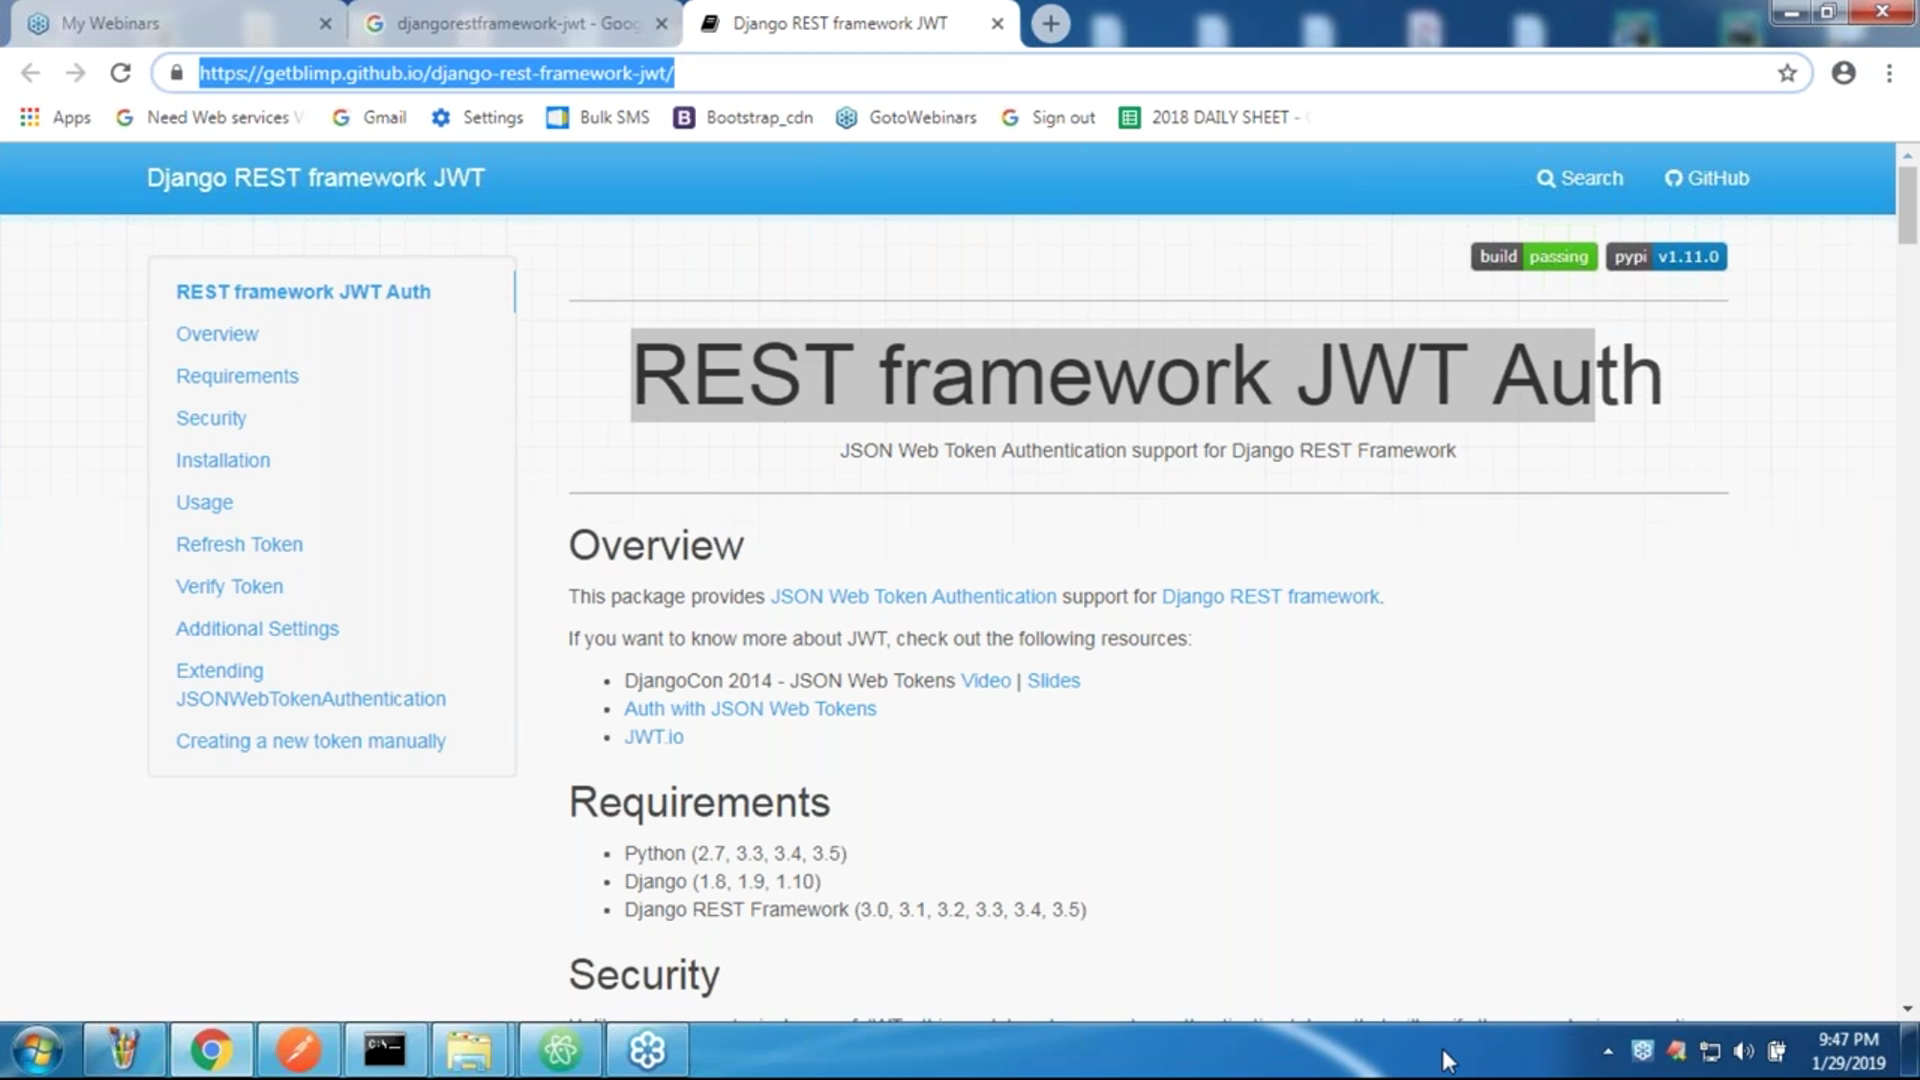 My Webinars
djangorestframework-jwt - Goo
Django REST framework JWT
https://getblimp.github.io/django-rest-framework-jwt/
Apps
Need Web services
Gmail
Settings
Bulk SMS
Bootstrap_cdn
GotoWebinars
Sign out
2018 DAILY SHEET -
Django REST framework JWT
Search
GitHub
build passing
pypi v1.11.0
REST framework JWT Auth
Overview
Requirements
Security
Installation
Usage
Refresh Token
Verify Token
Additional Settings
Extending
JSONWebTokenAuthentication
Creating a new token manually
REST framework JWT Auth
JSON Web Token Authentication support for Django REST Framework
Overview
This package provides JSON Web Token Authentication support for Django REST framework.
If you want to know more about JWT, check out the following resources:
• DjangoCon 2014 - JSON Web Tokens Video | Slides
• Auth with JSON Web Tokens
• JWT.io
Requirements
• Python (2.7, 3.3, 3.4, 3.5)
• Django (1.8, 1.9, 1.10)
• Django REST Framework (3.0, 3.1, 3.2, 3.3, 3.4, 3.5)
Security
9:47 PM
1/29/2019